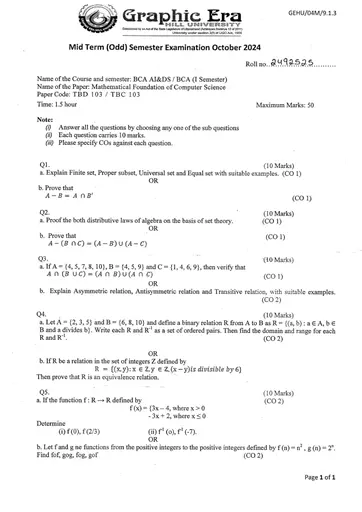 GEHU/04M/9.1.3
Graphic Era
HILL UNIVERSITY
Mid Term (Odd) Semester Examination October 2024
Roll no. 2492525
Name of the Course and semester: BCA AI&DS / BCA (I Semester)
Name of the Paper: Mathematical Foundation of Computer Science
Paper Code: TBD 103 / TBC 103
Time: 1.5 hour Maximum Marks: 50
Note:
(i) Answer all the questions by choosing any one of the sub questions
(ii) Each question carries 10 marks.
(iii) Please specify COs against each question.
Q1. (10 Marks)
a. Explain Finite set, Proper subset, Universal set and Equal set with suitable examples. (CO 1)
OR
b. Prove that
A − B = A ∩ B' (CO 1)
Q2. (10 Marks)
a. Proof the both distributive laws of algebra on the basis of set theory. (CO 1)
OR
b. Prove that (CO 1)
A − (B ∩ C) = (A − B) ∪ (A − C)
Q3. (10 Marks)
a. If A = {4, 5, 7, 8, 10}, B = {4, 5, 9} and C = {1, 4, 6, 9}, then verify that
A ∩ (B ∪ C) = (A ∩ B) ∪ (A ∩ C) (CO 1)
OR
b. Explain Asymmetric relation, Antisymmetric relation and Transitive relation, with suitable examples.
(CO 2)
Q4. (10 Marks)
a. Let A = {2, 3, 5} and B = {6, 8, 10} and define a binary relation R from A to B as R = {(a, b) : a ∈ A, b ∈
B and a divides b}. Write each R and R⁻¹ as a set of ordered pairs. Then find the domain and range for each
R and R⁻¹. (CO 2)
OR
b. If R be a relation in the set of integers Z defined by
R = {(x, y): x ∈ Z, y ∈ Z, (x − y)is divisible by 6}
Then prove that R is an equivalence relation.
Q5. (10 Marks)
a. If the function f : R → R defined by (CO 2)
f (x) = {3x – 4, where x > 0
- 3x + 2, where x ≤ 0
Determine
(i) f (0), f (2/3) (ii) f⁻¹ (o), f⁻¹ (-7).
OR
b. Let f and g ne functions from the positive integers to the positive integers defined by f (n) = n² , g (n) = 2ⁿ.
Find fof, gog, fog, gof (CO 2)
Page 1 of 1